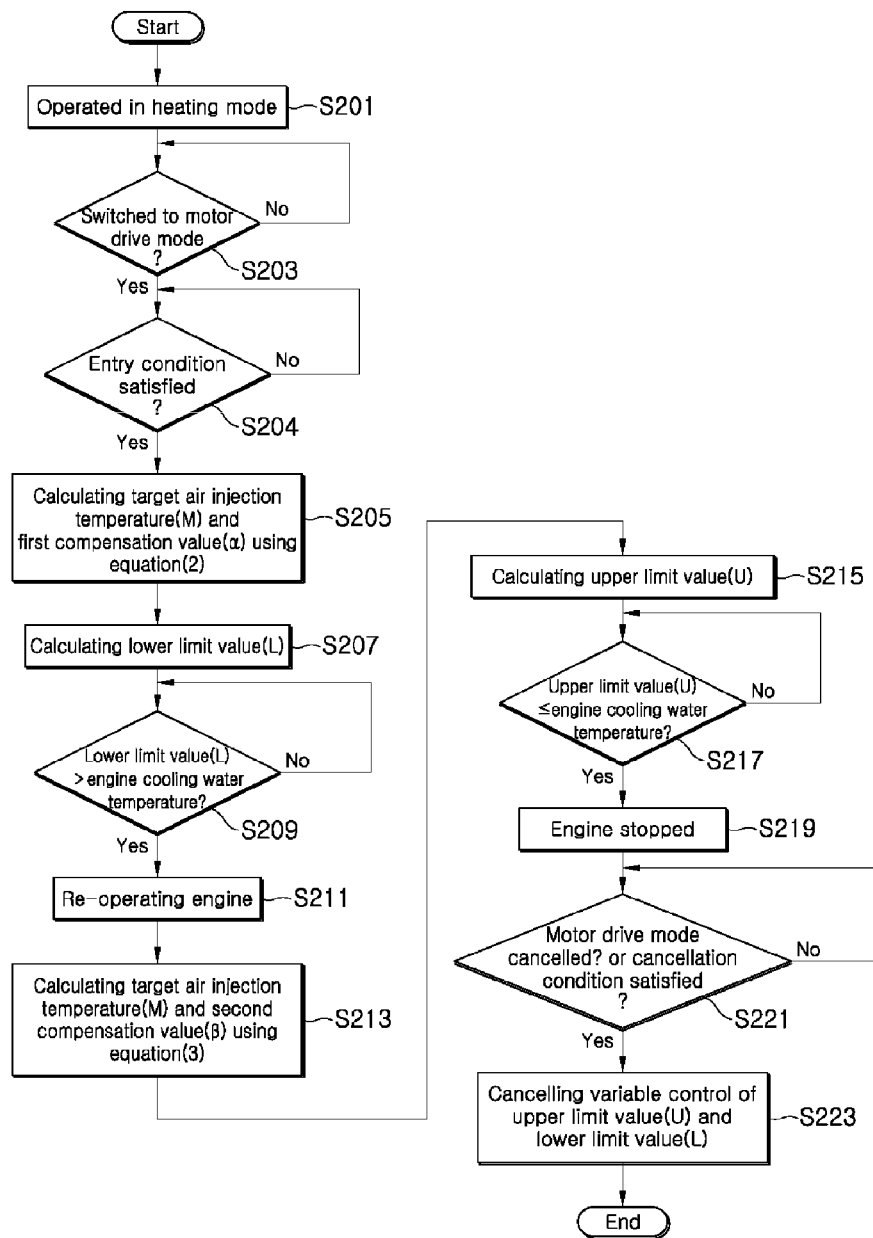 Start
Operated in heating mode
S201
Switched to motor
drive mode
?
No
S203
Yes
Entry condition
satisfied
?
No
S204
Yes
Calculating target air injection
temperature(M) and
first compensation value(α) using
equation(2)
S205
Calculating lower limit value(L)
S207
Lower limit value(L)
> engine cooling water
temperature?
No
S209
Yes
Re-operating engine
S211
Calculating target air injection
temperature(M) and second
compensation value(β) using
equation(3)
S213
Calculating upper limit value(U)
S215
Upper limit value(U)
≤engine cooling water
temperature?
No
S217
Yes
Engine stopped
S219
Motor drive mode
cancelled? or cancellation
condition satisfied
?
No
S221
Yes
Cancelling variable control of
upper limit value(U) and
lower limit value(L)
S223
End